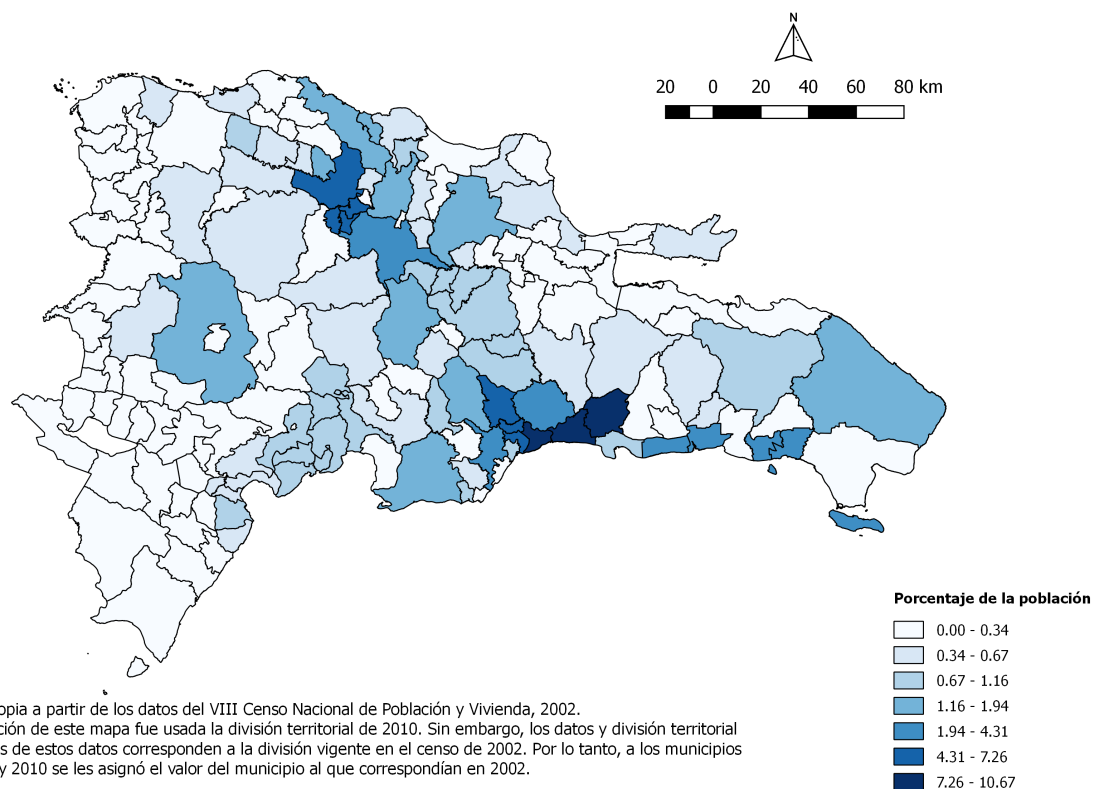 N
20 0 20 40 60 80 km
Porcentaje de la población
0.00 - 0.34
0.34 - 0.67
0.67 - 1.16
1.16 - 1.94
1.94 - 4.31
4.31 - 7.26
7.26 - 10.67
opia a partir de los datos del VIII Censo Nacional de Población y Vivienda, 2002.
ción de este mapa fue usada la división territorial de 2010. Sin embargo, los datos y división territorial
s de estos datos corresponden a la división vigente en el censo de 2002. Por lo tanto, a los municipios
y 2010 se les asignó el valor del municipio al que correspondían en 2002.